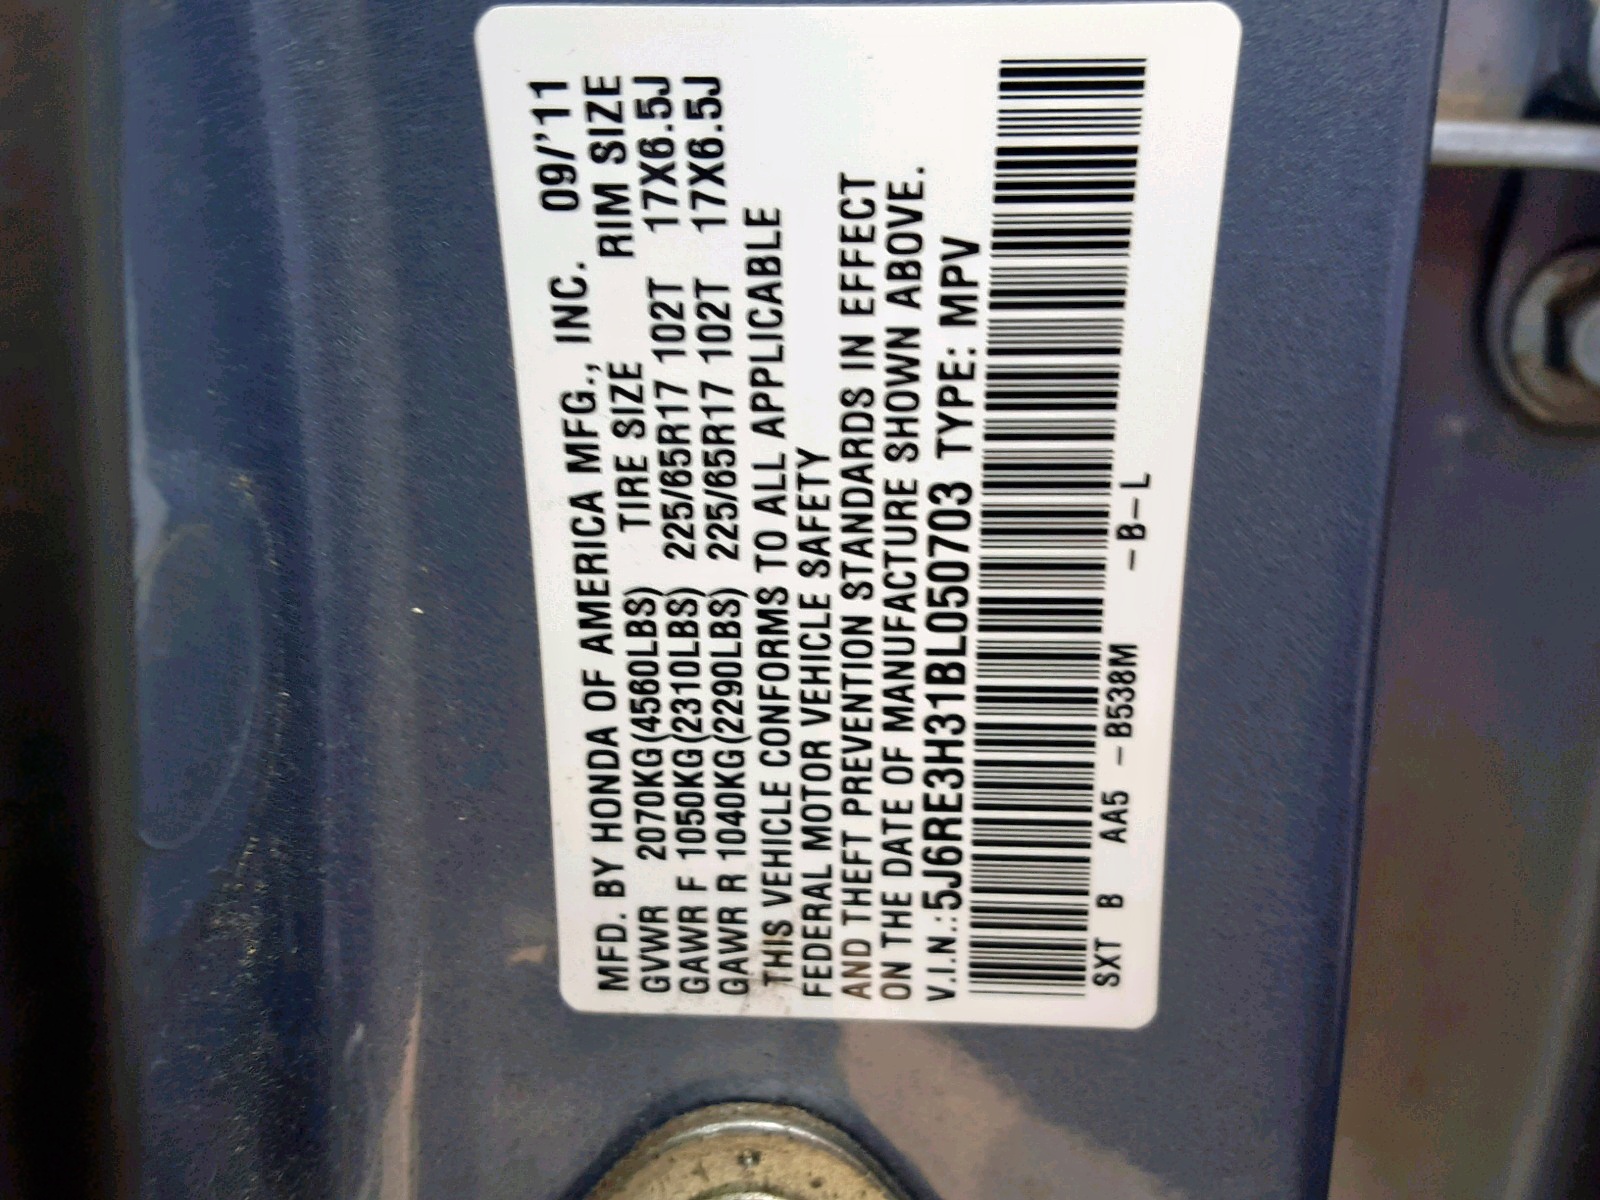 MFD. BY HONDA OF AMERICA MFG., INC. 09/'11
TIRE SIZE RIM SIZE
GVWR 2070KG(4560LBS)
GAWR F 1050KG(2310LBS) 225/65R17 102T 17X6.5J
GAWR R 1040KG(2290LBS) 225/65R17 102T 17X6.5J
THIS VEHICLE CONFORMS TO ALL APPLICABLE
FEDERAL MOTOR VEHICLE SAFETY
AND THEFT PREVENTION STANDARDS IN EFFECT
ON THE DATE OF MANUFACTURE SHOWN ABOVE.
V.I.N.:5J6RE3H31BL050703 TYPE: MPV
SXT B AA5 -B538M -B-L